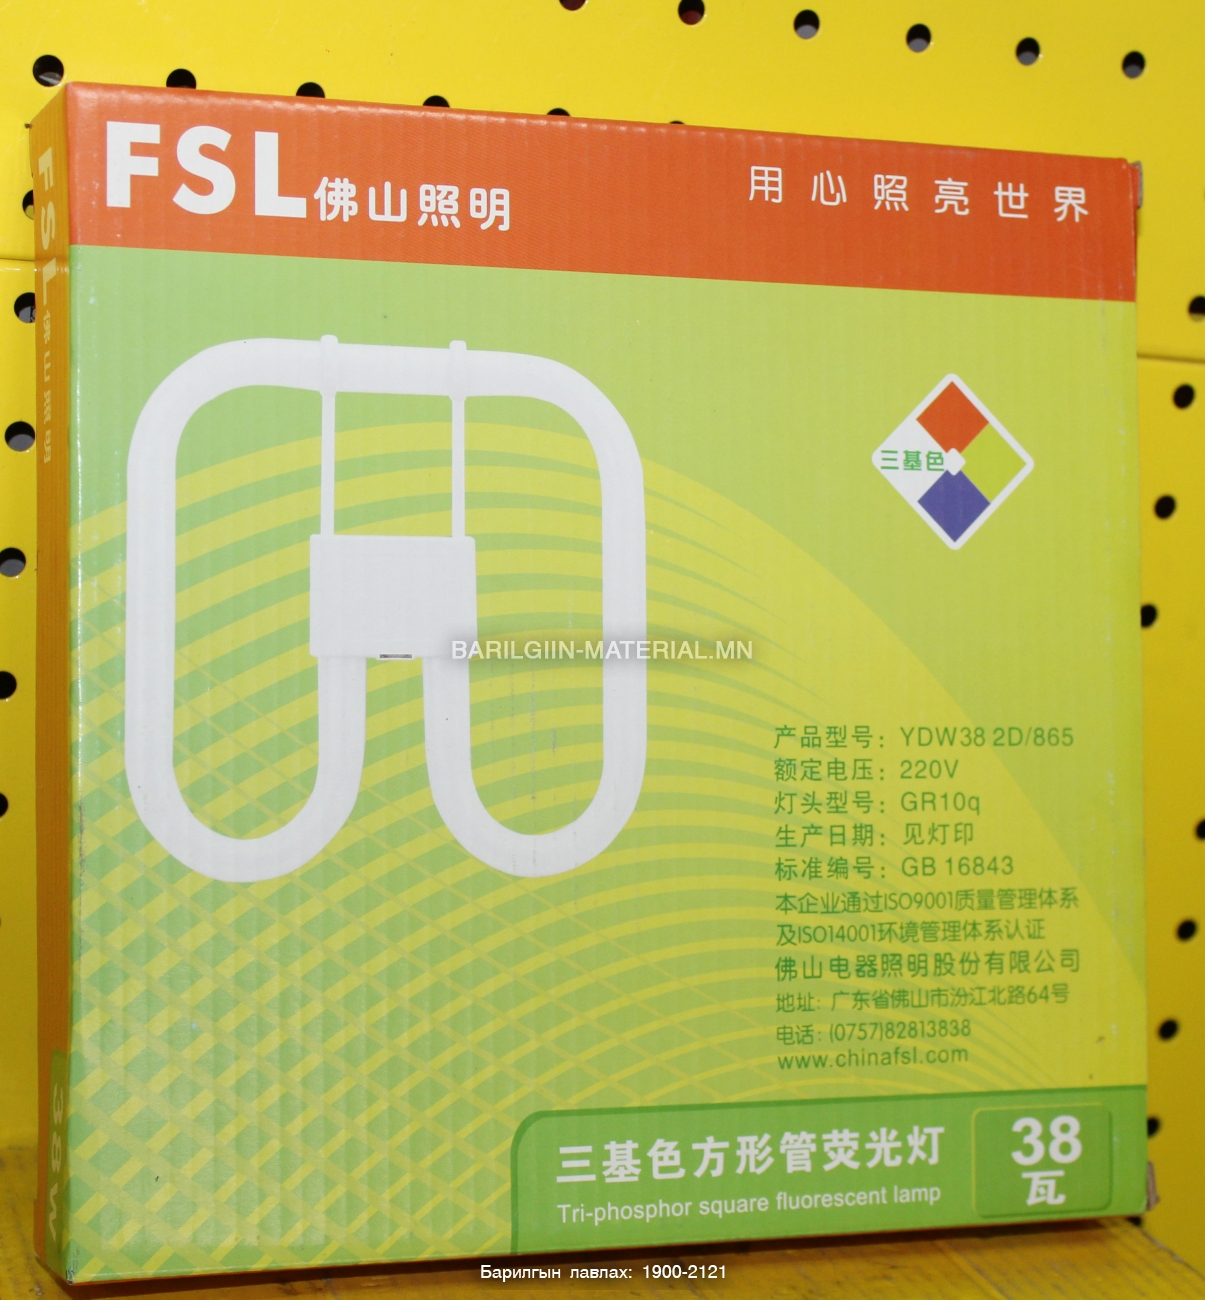 FSL佛山照明
用心照亮世界
FSL佛山照明
三基色
BARILGIIN-MATERIAL.MN
产品型号：YDW38 2D/865
额定电压：220V
灯头型号：GR10q
生产日期：见灯印
标准编号：GB 16843
本企业通过ISO9001质量管理体系
及ISO14001环境管理体系认证
佛山电器照明股份有限公司
地址：广东省佛山市汾江北路64号
电话：(0757)82813838
www.chinafsl.com
38W
三基色方形管荧光灯
Tri-phosphor square fluorescent lamp
38
瓦
Барилгын лавлах: 1900-2121